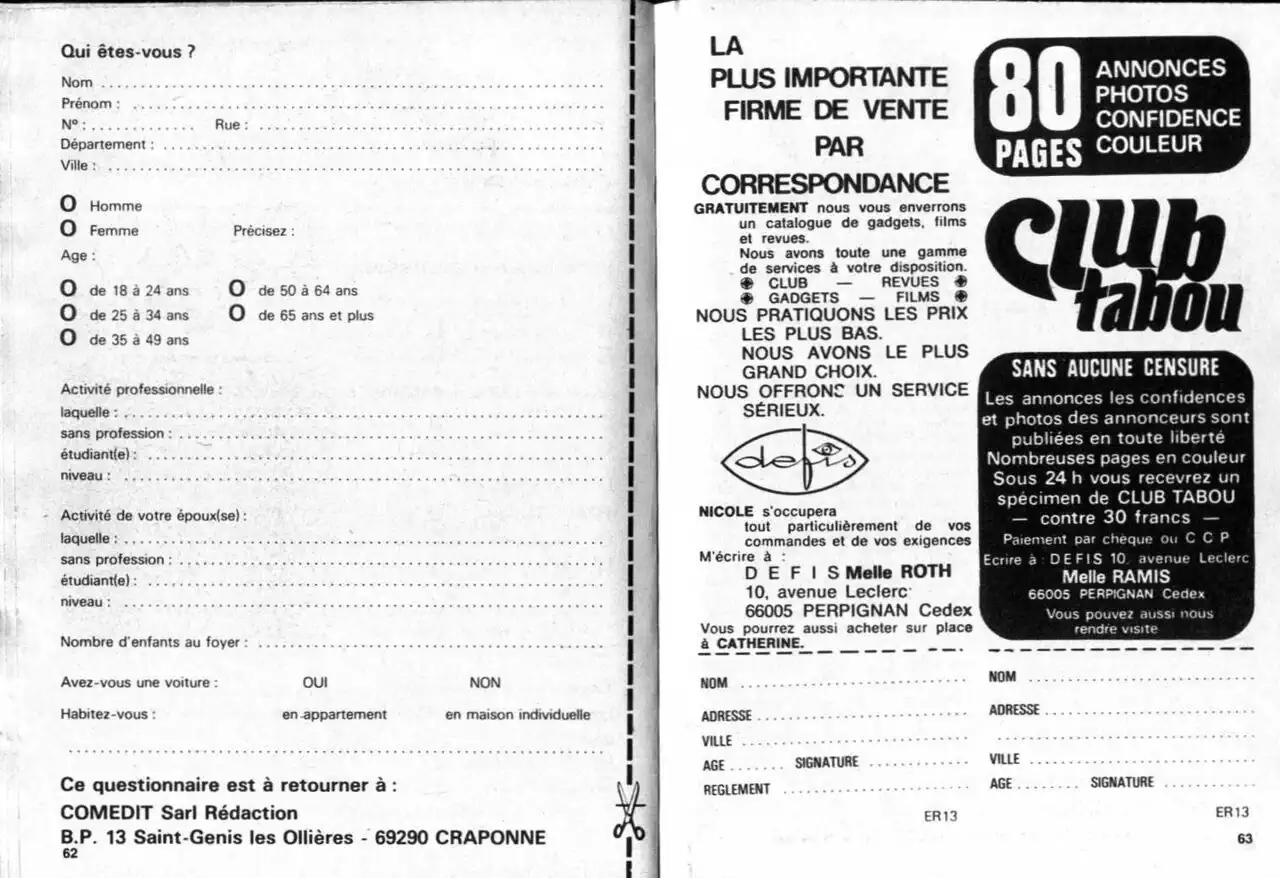 Qui êtes-vous ?
Nom
Prénom :
Nº : Rue :
Département :
Ville :
O Homme
O Femme Précisez :
Age :
O de 18 à 24 ans O de 50 à 64 ans
O de 25 à 34 ans O de 65 ans et plus
O de 35 à 49 ans
Activité professionnelle :
laquelle :
sans profession :
étudiant(e) :
niveau :
Activité de votre époux(se) :
laquelle :
sans profession :
étudiant(e) :
niveau :
Nombre d'enfants au foyer :
Avez-vous une voiture : OUI NON
Habitez-vous : en appartement en maison individuelle
Ce questionnaire est à retourner à :
COMEDIT Sarl Rédaction
B.P. 13 Saint-Genis les Ollières - 69290 CRAPONNE
62
LA
PLUS IMPORTANTE
FIRME DE VENTE
PAR
CORRESPONDANCE
GRATUITEMENT nous vous enverrons
un catalogue de gadgets, films
et revues.
Nous avons toute une gamme
de services à votre disposition.
CLUB — REVUES
GADGETS — FILMS
NOUS PRATIQUONS LES PRIX
LES PLUS BAS.
NOUS AVONS LE PLUS
GRAND CHOIX.
NOUS OFFRONS UN SERVICE
SÉRIEUX.
defis
NICOLE s'occupera
tout particulièrement de vos
commandes et de vos exigences
M'écrire à :
D E F I S Melle ROTH
10, avenue Leclerc
66005 PERPIGNAN Cedex
Vous pourrez aussi acheter sur place
à CATHERINE.
NOM
ADRESSE
VILLE
AGE SIGNATURE
REGLEMENT
ER13
80 PAGES
ANNONCES
PHOTOS
CONFIDENCE
COULEUR
Club
tabou
SANS AUCUNE CENSURE
Les annonces les confidences
et photos des annonceurs sont
publiées en toute liberté
Nombreuses pages en couleur
Sous 24 h vous recevrez un
spécimen de CLUB TABOU
— contre 30 francs —
Paiement par chèque ou C C P
Ecrire à : DEFIS 10, avenue Leclerc
Melle RAMIS
66005 PERPIGNAN Cedex
Vous pouvez aussi nous
rendre visite
NOM
ADRESSE
VILLE
AGE SIGNATURE
ER13
63